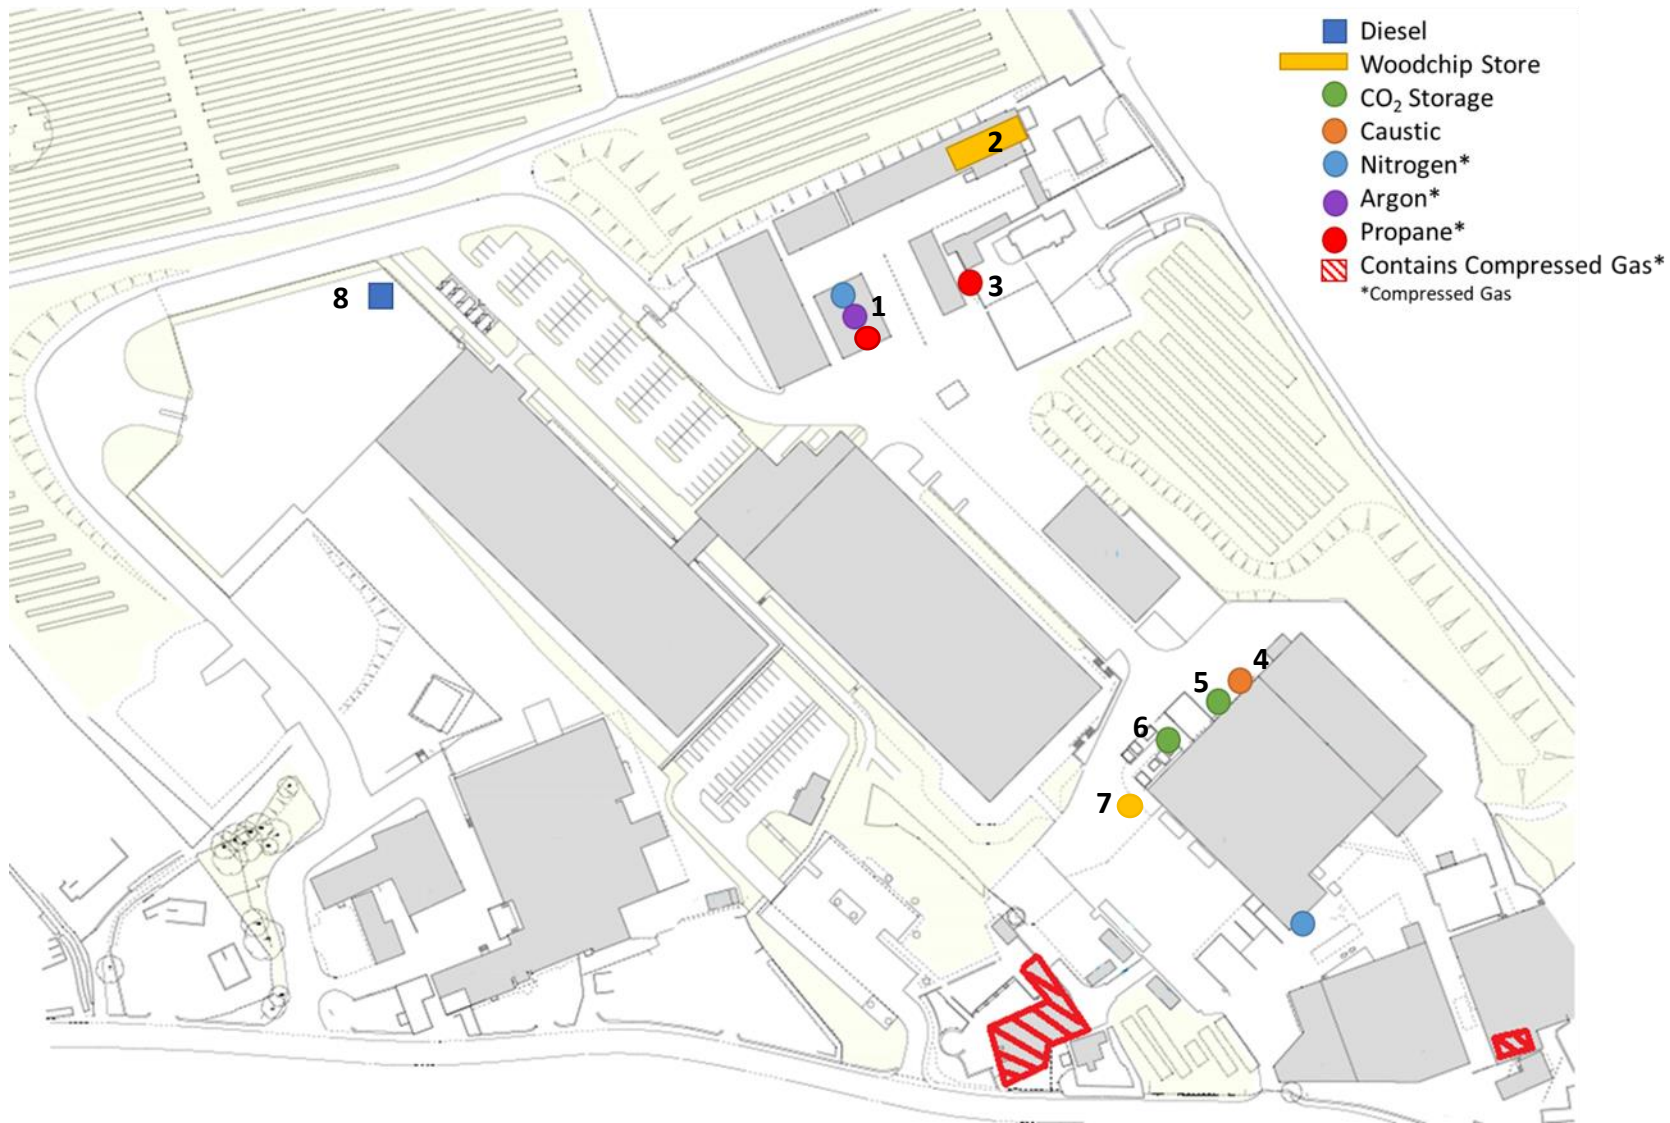 Diesel
Woodchip Store
CO₂ Storage
Caustic
Nitrogen*
Argon*
Propane*
Contains Compressed Gas*
*Compressed Gas
2
8
3
1
4
5
6
7